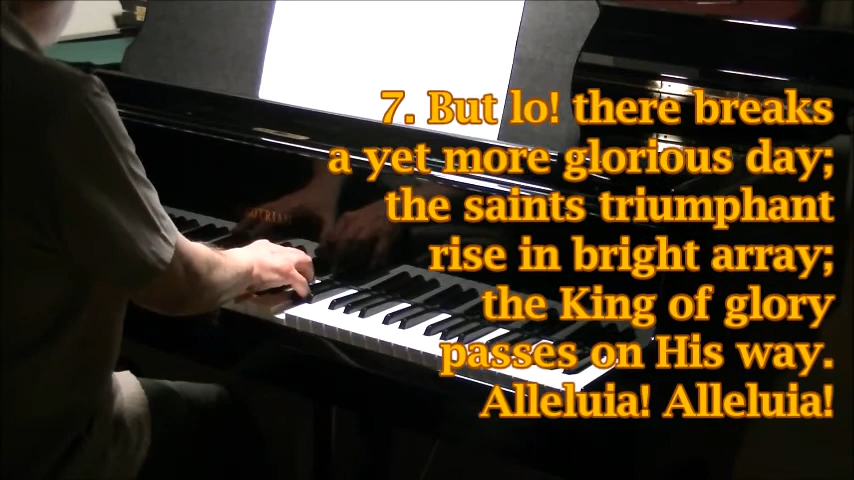 7. But lo! there breaks
a yet more glorious day;
the saints triumphant
rise in bright array;
the King of glory
passes on His way.
Alleluia! Alleluia!